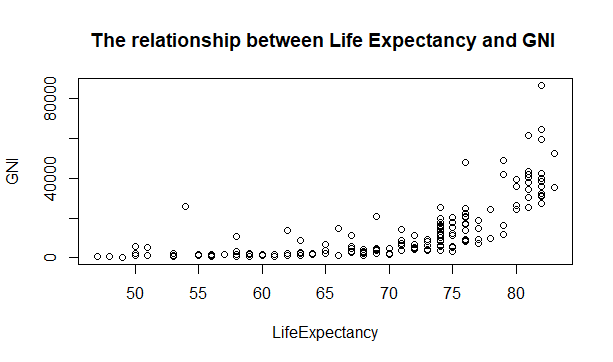 The relationship between Life Expectancy and GNI
GNI
80000
40000
0
50 55 60 65 70 75 80
LifeExpectancy